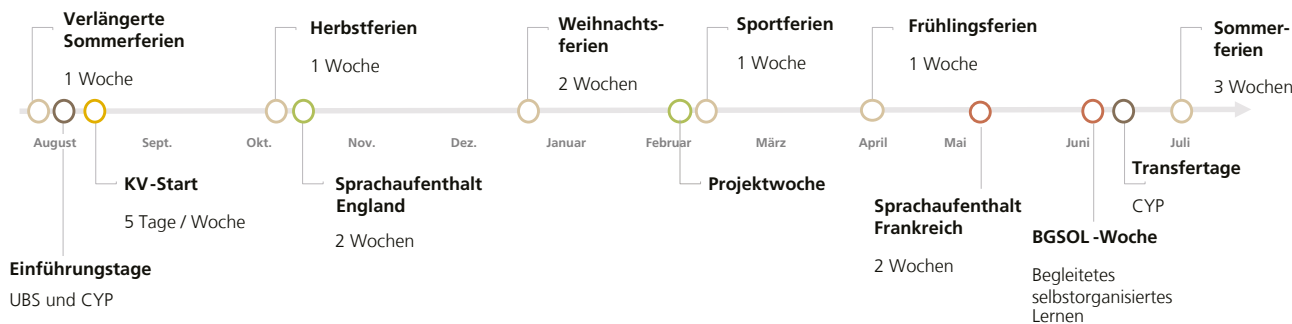 Verlängerte
Sommerferien
1 Woche
Herbstferien
1 Woche
Weihnachts-
ferien
2 Wochen
Sportferien
1 Woche
Frühlingsferien
1 Woche
Sommer-
ferien
3 Wochen
August
Sept.
Okt.
Nov.
Dez.
Januar
Februar
März
April
Mai
Juni
Juli
Einführungstage
UBS und CYP
KV-Start
5 Tage / Woche
Sprachaufenthalt
England
2 Wochen
Projektwoche
Sprachaufenthalt
Frankreich
2 Wochen
BGSOL-Woche
Begleitetes
selbstorganisiertes
Lernen
Transfertage
CYP